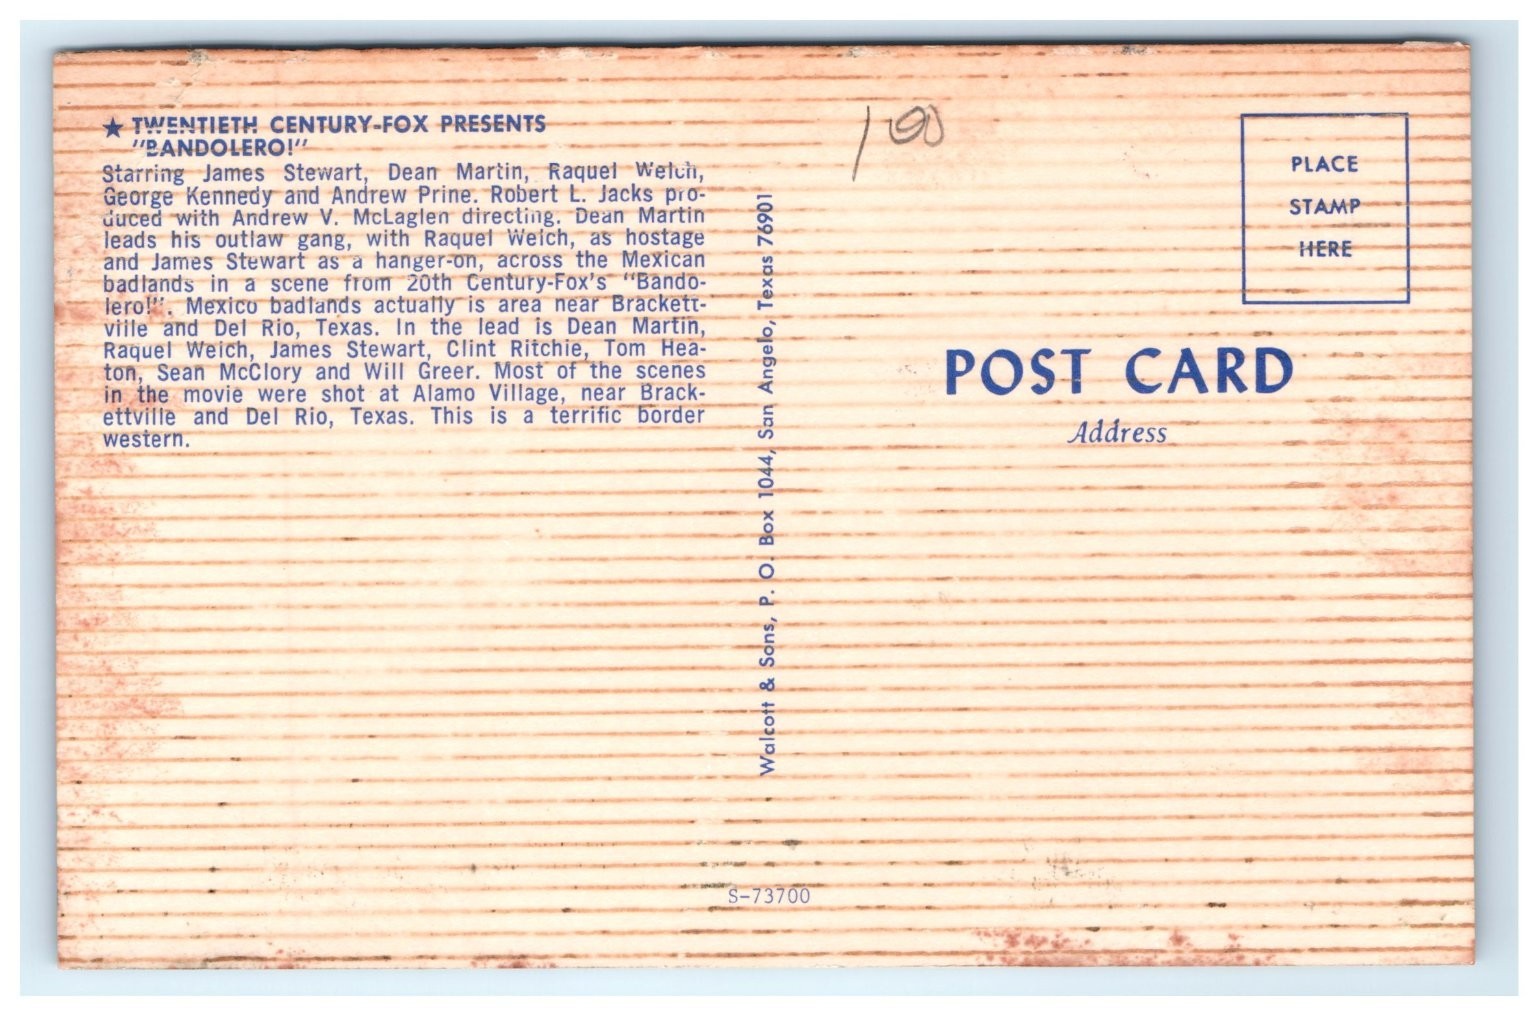 ★ TWENTIETH CENTURY-FOX PRESENTS
"BANDOLERO!"
Starring James Stewart, Dean Martin, Raquel Welch,
George Kennedy and Andrew Prine. Robert L. Jacks pro-
duced with Andrew V. McLaglen directing. Dean Martin
leads his outlaw gang, with Raquel Welch, as hostage
and James Stewart as a hanger-on, across the Mexican
badlands in a scene from 20th Century-Fox's "Bando-
lero!". Mexico badlands actually is area near Brackett-
ville and Del Rio, Texas. In the lead is Dean Martin,
Raquel Welch, James Stewart, Clint Ritchie, Tom Hea-
ton, Sean McClory and Will Greer. Most of the scenes
in the movie were shot at Alamo Village, near Brack-
ettville and Del Rio, Texas. This is a terrific border
western.
Walcott & Sons, P. O. Box 1044, San Angelo, Texas 76901
S-73700
1 00
PLACE
STAMP
HERE
POST CARD
Address